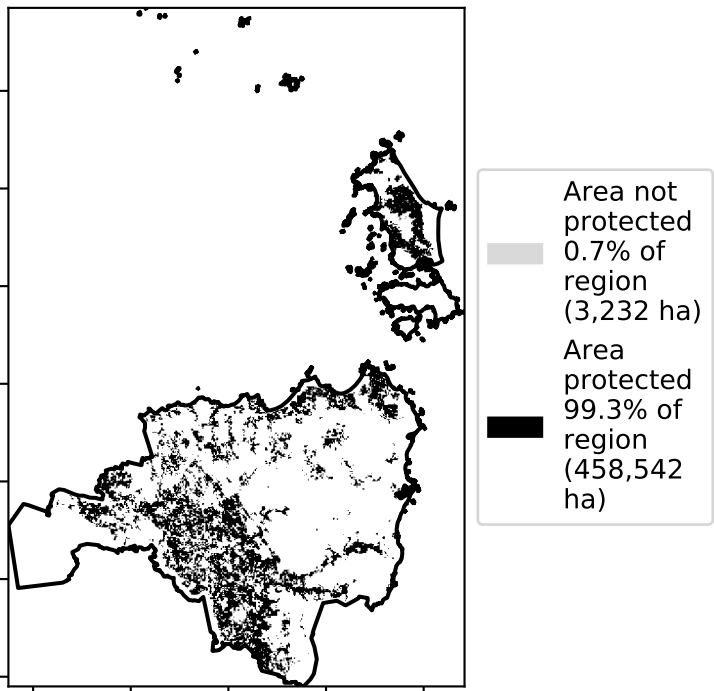 Area not
protected
0.7% of
region
(3,232 ha)
Area
protected
99.3% of
region
(458,542
ha)